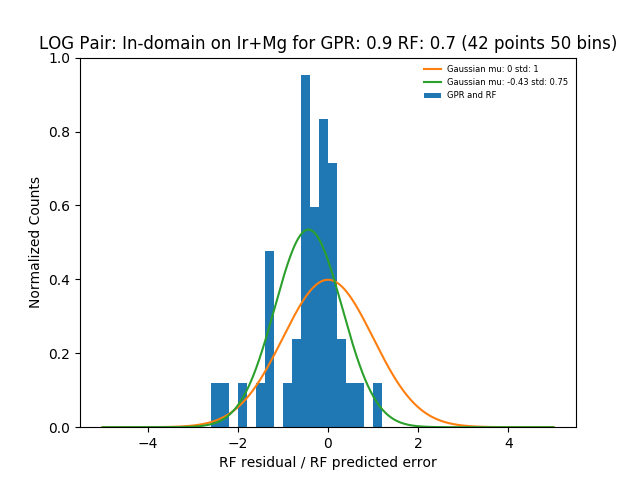 LOG Pair: In-domain on Ir+Mg for GPR: 0.9 RF: 0.7 (42 points 50 bins)
Gaussian mu: 0 std: 1
Gaussian mu: -0.43 std: 0.75
GPR and RF
1.0
0.8
0.6
0.4
0.2
0.0
Normalized Counts
−4 −2 0 2 4
RF residual / RF predicted error